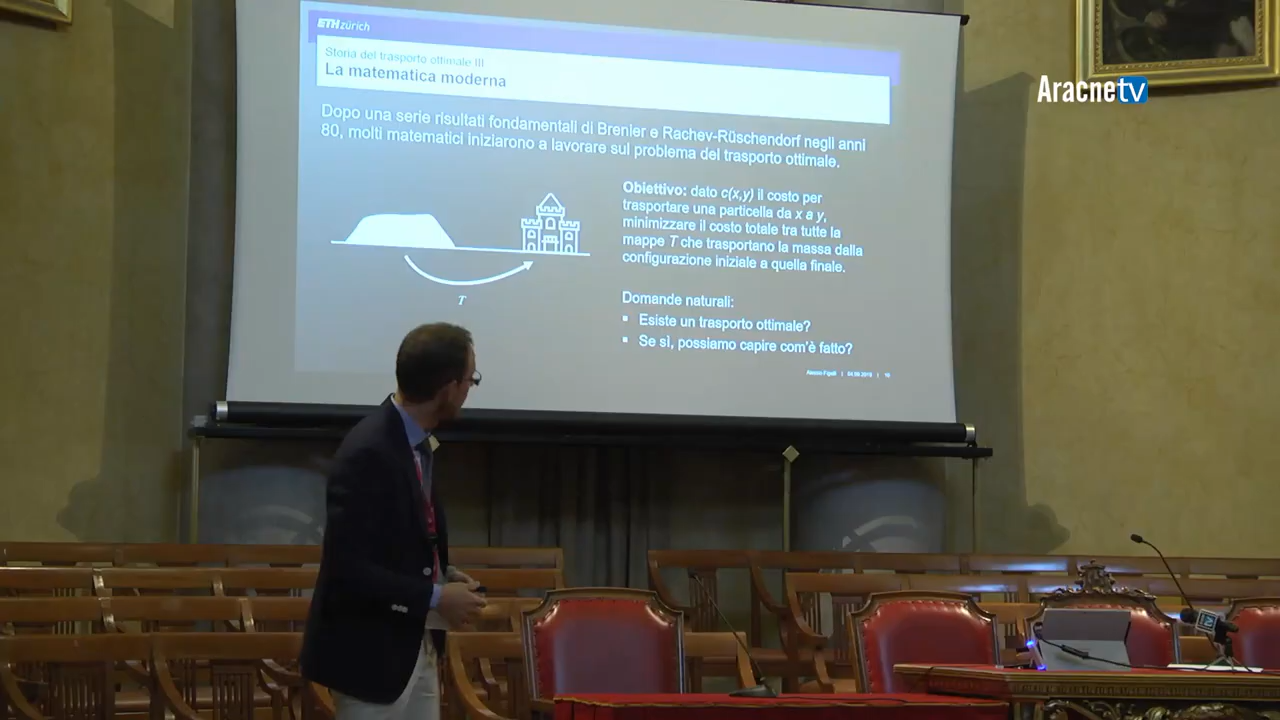 ETHzürich
Aracnetv
Storia del trasporto ottimale III
La matematica moderna
Dopo una serie risultati fondamentali di Brenier e Rachev-Rüschendorf negli anni
80, molti matematici iniziarono a lavorare sul problema del trasporto ottimale.
Obiettivo: dato c(x,y) il costo per
trasportare una particella da x a y,
minimizzare il costo totale tra tutte la
mappe T che trasportano la massa dalla
configurazione iniziale a quella finale.
T
Domande naturali:
▪ Esiste un trasporto ottimale?
▪ Se sì, possiamo capire com'è fatto?